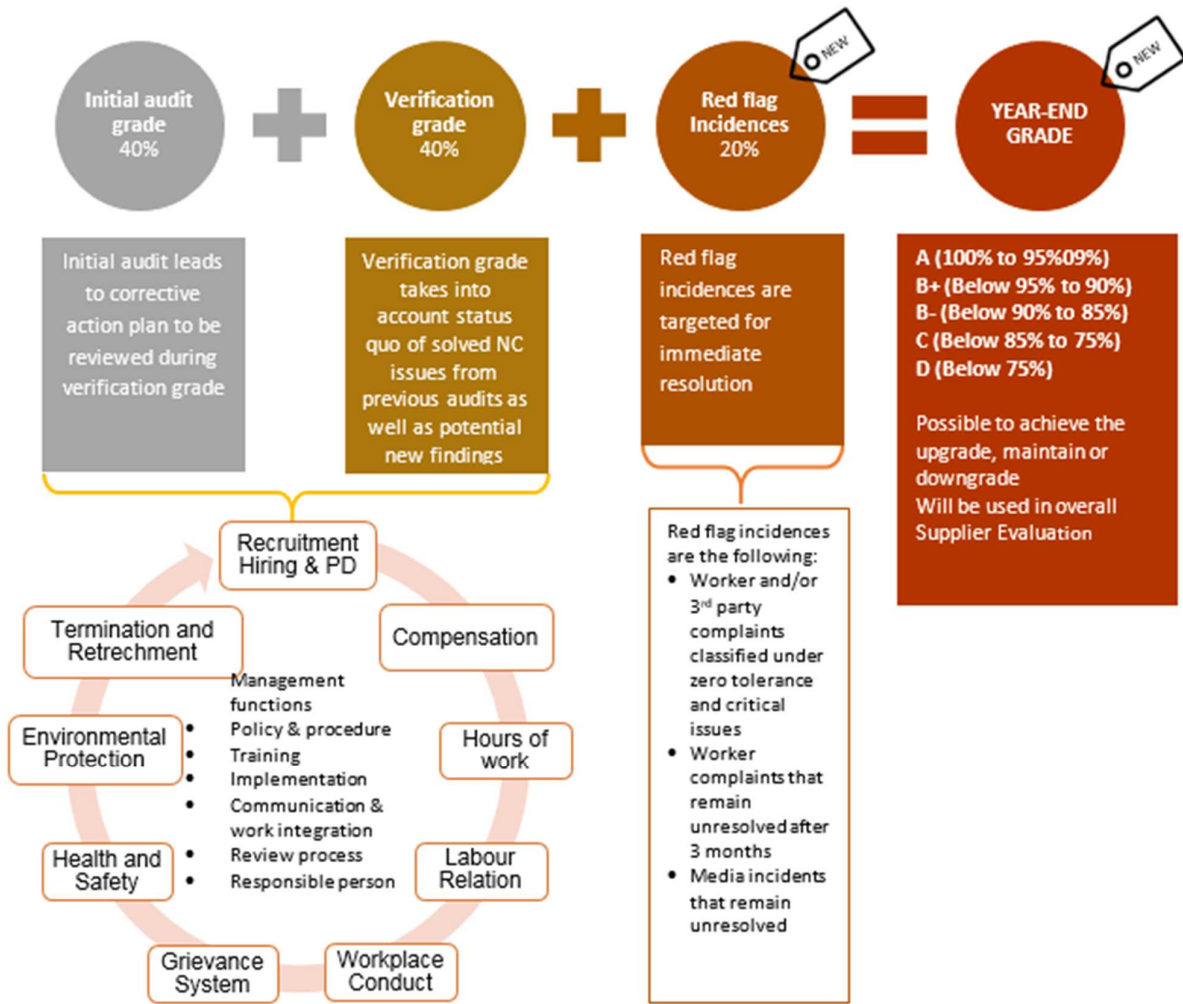 Initial audit
grade
40%
Verification
grade
40%
Red flag
Incidences
20%
NEW
YEAR-END
GRADE
NEW
Initial audit leads
to corrective
action plan to be
reviewed during
verification grade
Verification grade
takes into
account status
quo of solved NC
issues from
previous audits as
well as potential
new findings
Red flag
incidences are
targeted for
immediate
resolution
A (100% to 95%09%)
B+ (Below 95% to 90%)
B- (Below 90% to 85%)
C (Below 85% to 75%)
D (Below 75%)
Possible to achieve the
upgrade, maintain or
downgrade
Will be used in overall
Supplier Evaluation
Recruitment
Hiring & PD
Compensation
Hours of
work
Labour
Relation
Workplace
Conduct
Grievance
System
Health and
Safety
Environmental
Protection
Termination and
Retrechment
Management
functions
• Policy & procedure
• Training
• Implementation
• Communication &
work integration
• Review process
• Responsible person
Red flag incidences
are the following:
• Worker and/or
3rd party
complaints
classified under
zero tolerance
and critical
issues
• Worker
complaints that
remain
unresolved after
3 months
• Media incidents
that remain
unresolved